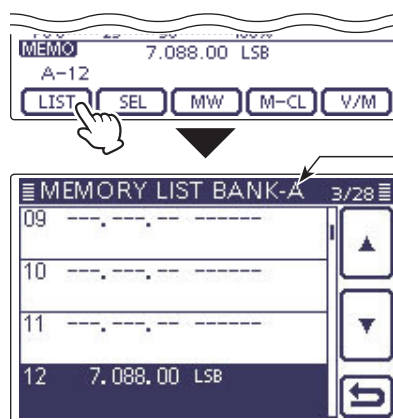 MEMO 7.088.00 LSB
A-12
LIST SEL MW M-CL V/M
MEMORY LIST BANK-A 3/28
09 ---.---.-- ------
10 ---.---.-- ------
11 ---.---.-- ------
12 7.088.00 LSB